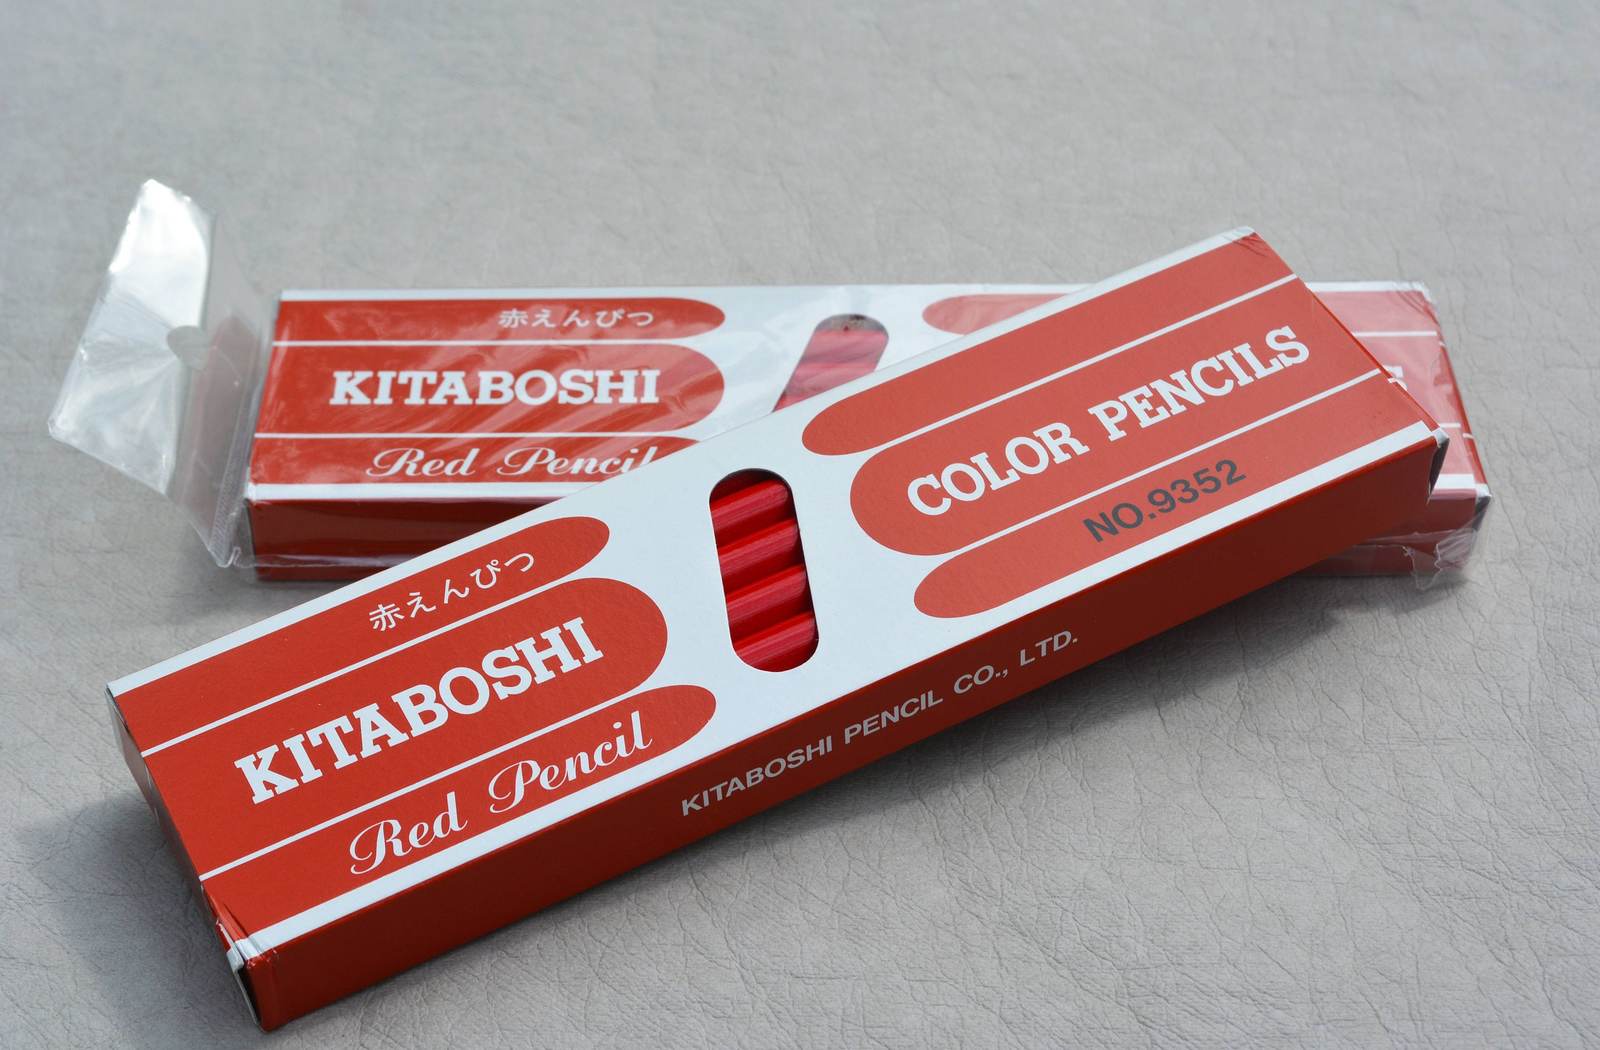 赤えんぴつ
KITABOSHI
Red Pencil
赤えんぴつ
KITABOSHI
Red Pencil
COLOR PENCILS
NO.9352
KITABOSHI PENCIL CO., LTD.